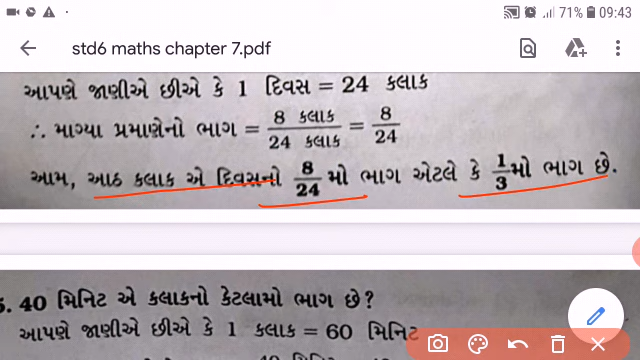 71% 09:43
std6 maths chapter 7.pdf
આપણે જાણીએ છીએ કે 1 દિવસ = 24 કલાક
∴ માગ્યા પ્રમાણેનો ભાગ = 8 કલાક / 24 કલાક = 8/24
આમ, આઠ કલાક એ દિવસનો 8/24 મો ભાગ એટલે કે 1/3 મો ભાગ છે.
5. 40 મિનિટ એ કલાકનો કેટલામો ભાગ છે?
આપણે જાણીએ છીએ કે 1 કલાક = 60 મિનિટ